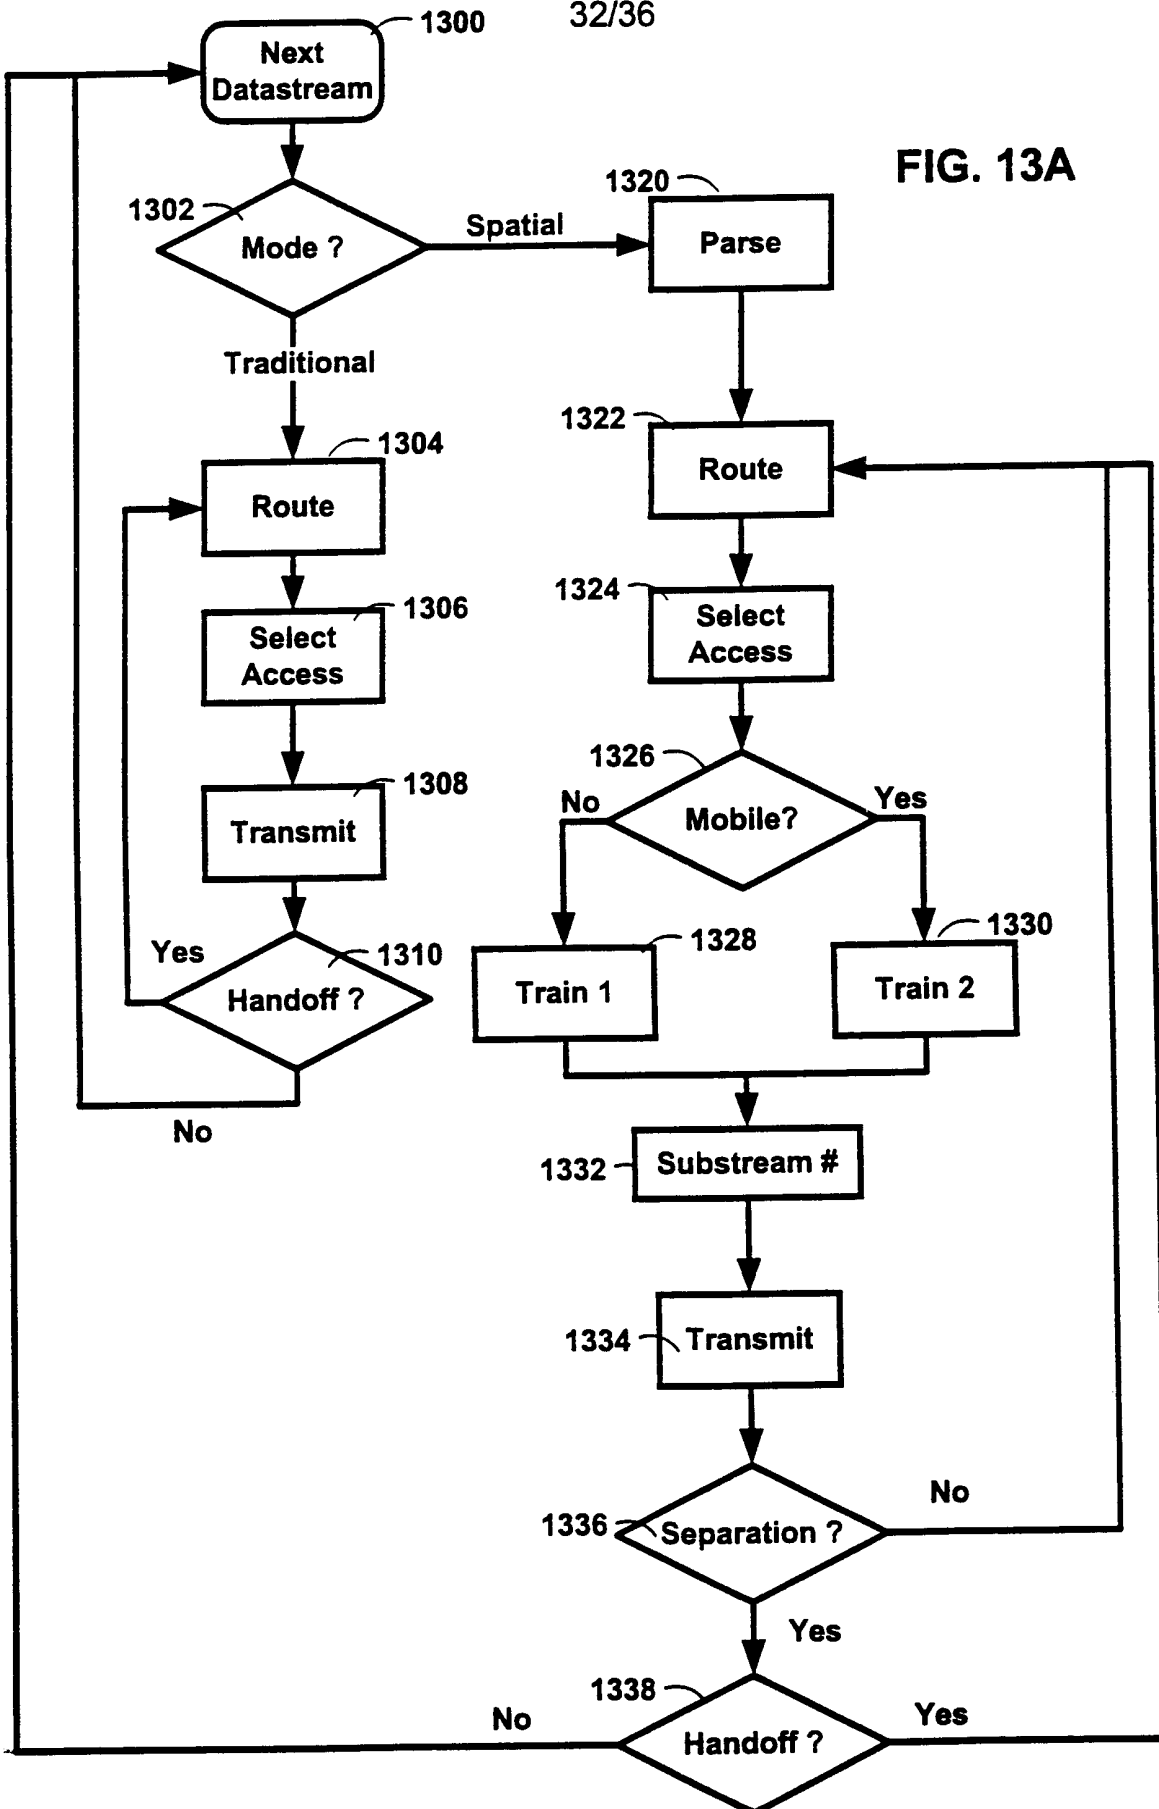 32/36
1300
Next
Datastream
FIG. 13A
1302
Mode ?
Spatial
1320
Parse
Traditional
1304
Route
1322
Route
1306
Select
Access
1324
Select
Access
1308
Transmit
1326
Mobile?
No
Yes
Yes
1310
Handoff ?
No
1328
Train 1
1330
Train 2
1332
Substream #
1334
Transmit
1336
Separation ?
No
Yes
1338
Handoff ?
No
Yes